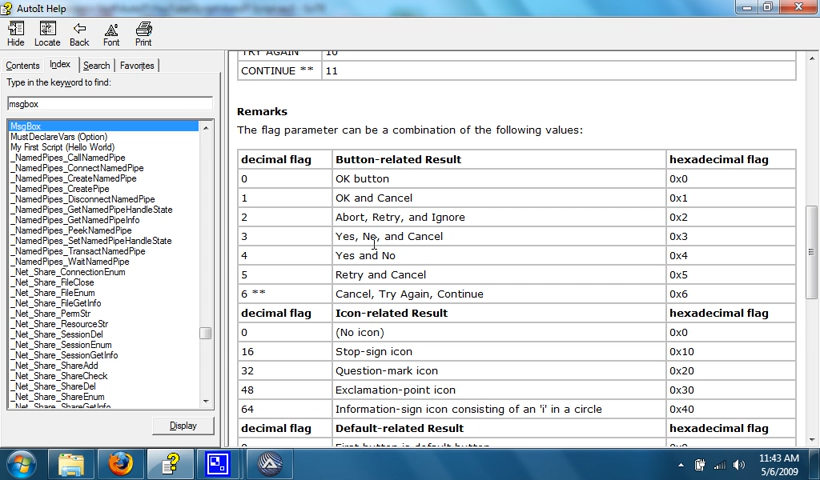 AutoIt Help
Hide Locate Back Font Print
Contents Index Search Favorites
Type in the keyword to find:
msgbox
MsgBox
MustDeclareVars (Option)
My First Script (Hello World)
_NamedPipes_CallNamedPipe
_NamedPipes_ConnectNamedPipe
_NamedPipes_CreateNamedPipe
_NamedPipes_CreatePipe
_NamedPipes_DisconnectNamedPipe
_NamedPipes_GetNamedPipeHandleState
_NamedPipes_GetNamedPipeInfo
_NamedPipes_PeekNamedPipe
_NamedPipes_SetNamedPipeHandleState
_NamedPipes_TransactNamedPipe
_NamedPipes_WaitNamedPipe
_Net_Share_ConnectionEnum
_Net_Share_FileClose
_Net_Share_FileEnum
_Net_Share_FileGetInfo
_Net_Share_PermStr
_Net_Share_ResourceStr
_Net_Share_SessionDel
_Net_Share_SessionEnum
_Net_Share_SessionGetInfo
_Net_Share_ShareAdd
_Net_Share_ShareCheck
_Net_Share_ShareDel
_Net_Share_ShareEnum
_Net_Share_ShareGetInfo
Display
TRY AGAIN 10
CONTINUE ** 11
Remarks
The flag parameter can be a combination of the following values:
decimal flag Button-related Result hexadecimal flag
0 OK button 0x0
1 OK and Cancel 0x1
2 Abort, Retry, and Ignore 0x2
3 Yes, No, and Cancel 0x3
4 Yes and No 0x4
5 Retry and Cancel 0x5
6 ** Cancel, Try Again, Continue 0x6
decimal flag Icon-related Result hexadecimal flag
0 (No icon) 0x0
16 Stop-sign icon 0x10
32 Question-mark icon 0x20
48 Exclamation-point icon 0x30
64 Information-sign icon consisting of an 'i' in a circle 0x40
decimal flag Default-related Result hexadecimal flag
0 First button is default button 0x0
11:43 AM
5/6/2009